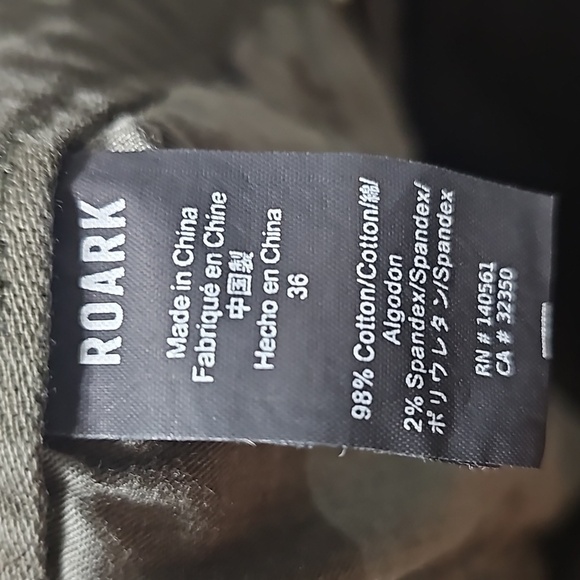 ROARK
Made in China
Fabriqué en Chine
中国製
Hecho en China
36
98% Cotton/Cotton/綿/
Algodon
2% Spandex/Spandex/
ポリウレタン/Spandex
RN # 140561
CA # 32350